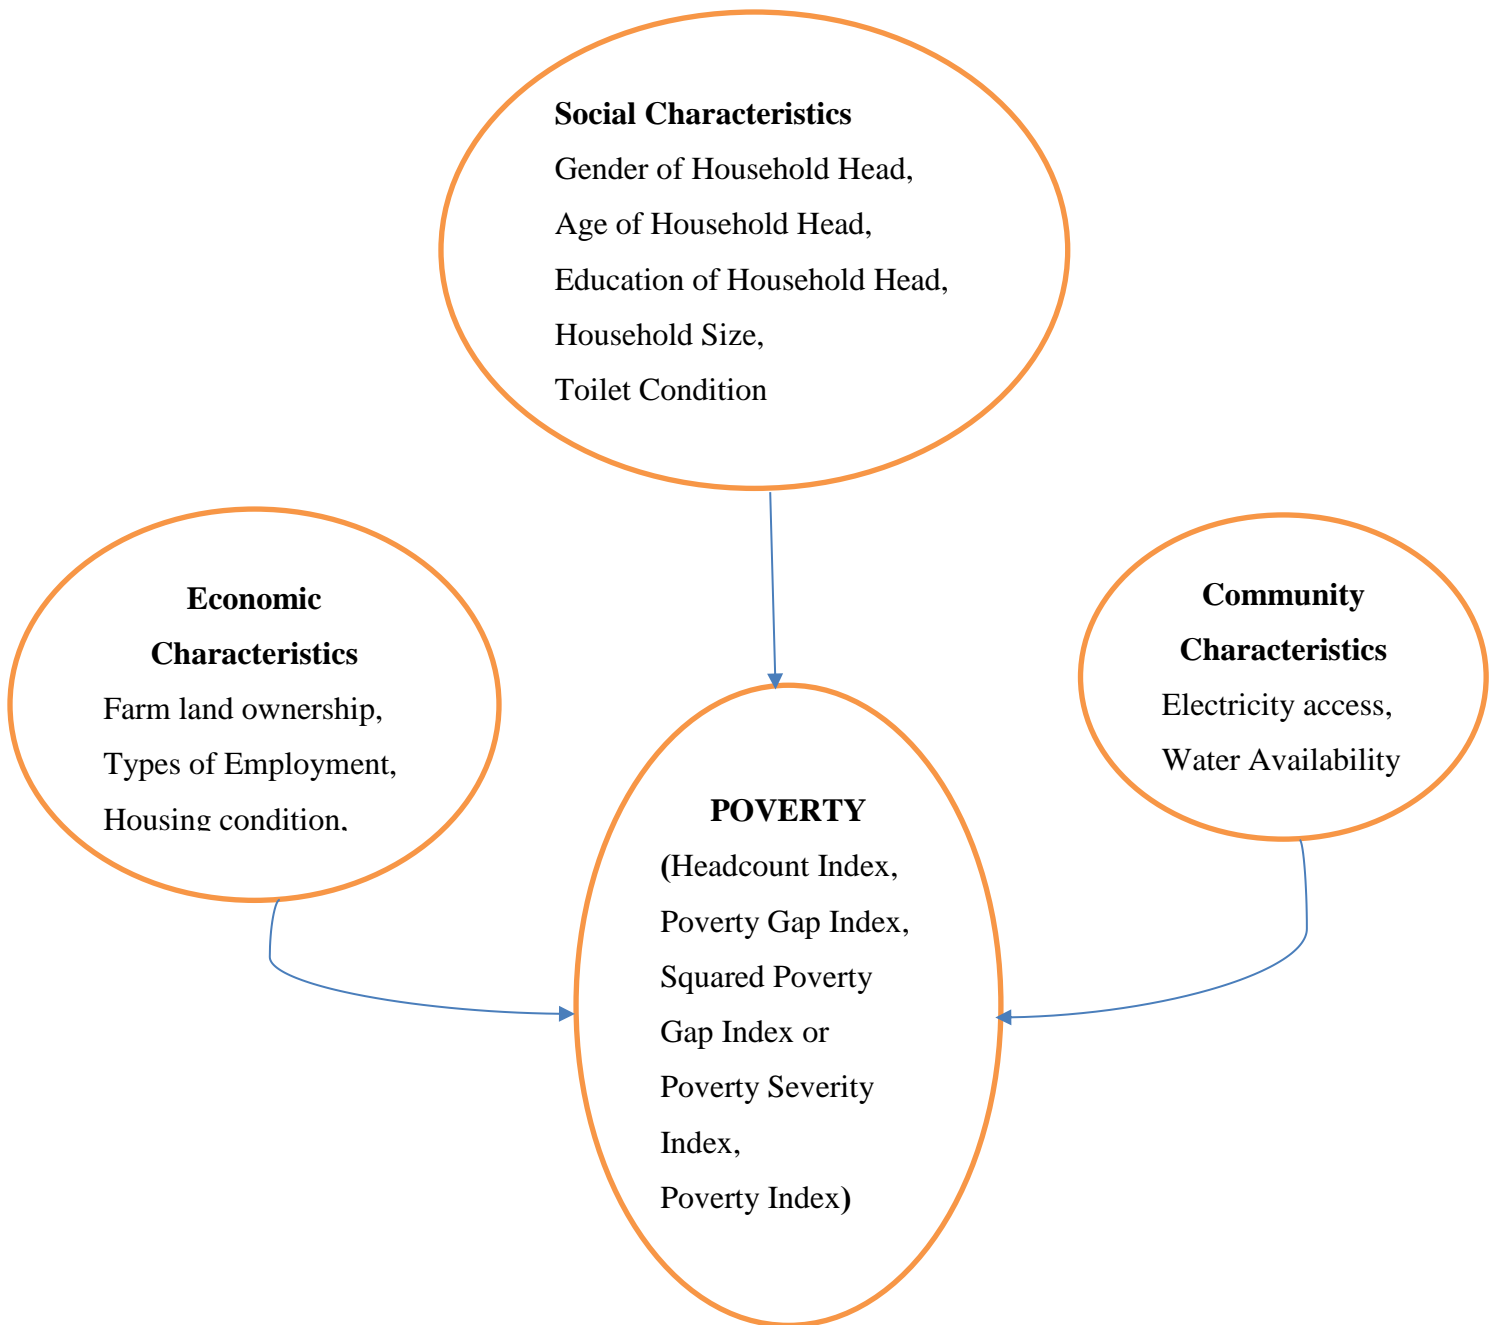 Social Characteristics
Gender of Household Head,
Age of Household Head,
Education of Household Head,
Household Size,
Toilet Condition
Economic
Characteristics
Farm land ownership,
Types of Employment,
Housing condition,
Community
Characteristics
Electricity access,
Water Availability
POVERTY
(Headcount Index,
Poverty Gap Index,
Squared Poverty
Gap Index or
Poverty Severity
Index,
Poverty Index)